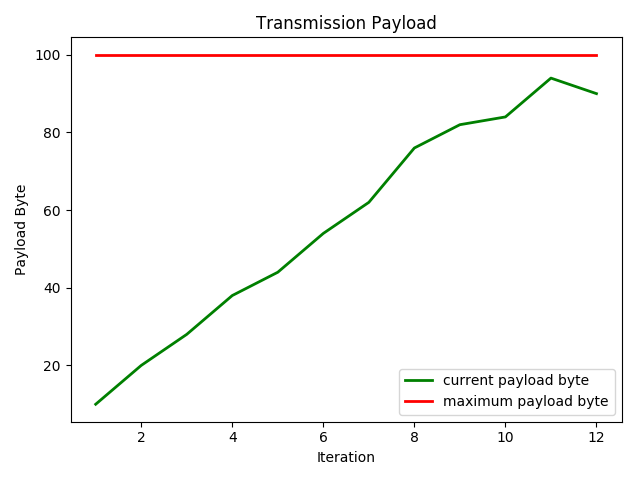 Transmission Payload
100
80
60
40
20
Payload Byte
current payload byte
maximum payload byte
2 4 6 8 10 12
Iteration